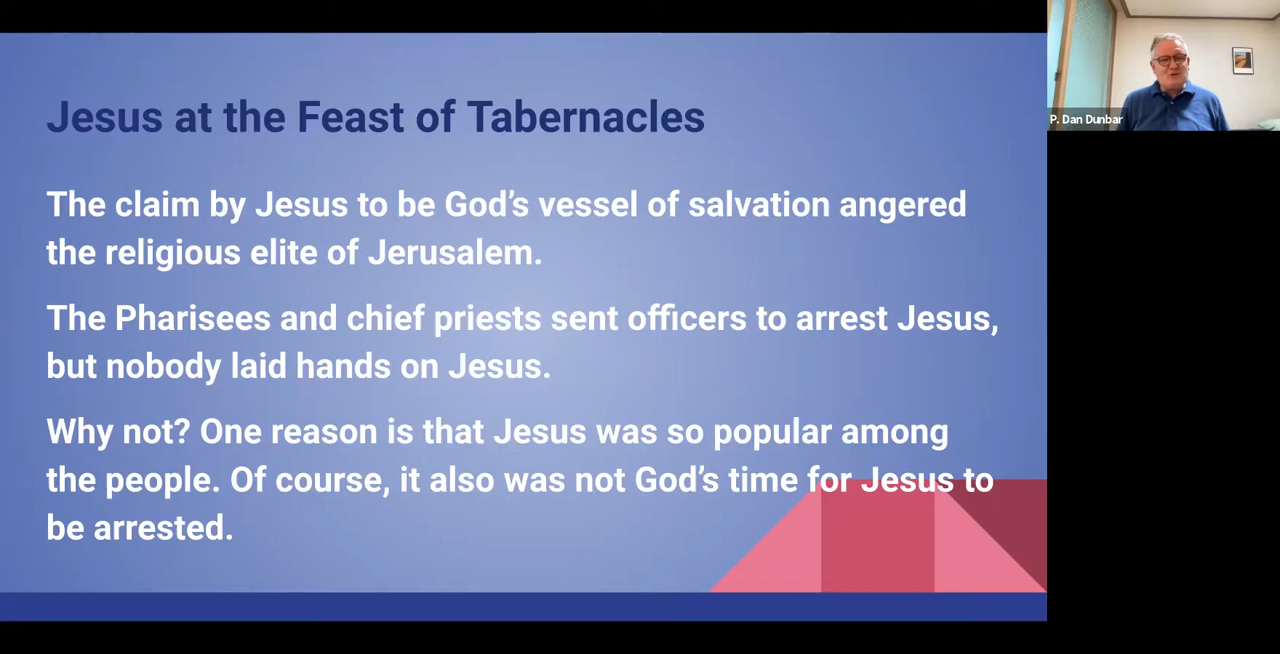 Jesus at the Feast of Tabernacles
The claim by Jesus to be God’s vessel of salvation angered
the religious elite of Jerusalem.
The Pharisees and chief priests sent officers to arrest Jesus,
but nobody laid hands on Jesus.
Why not? One reason is that Jesus was so popular among
the people. Of course, it also was not God’s time for Jesus to
be arrested.
P. Dan Dunbar